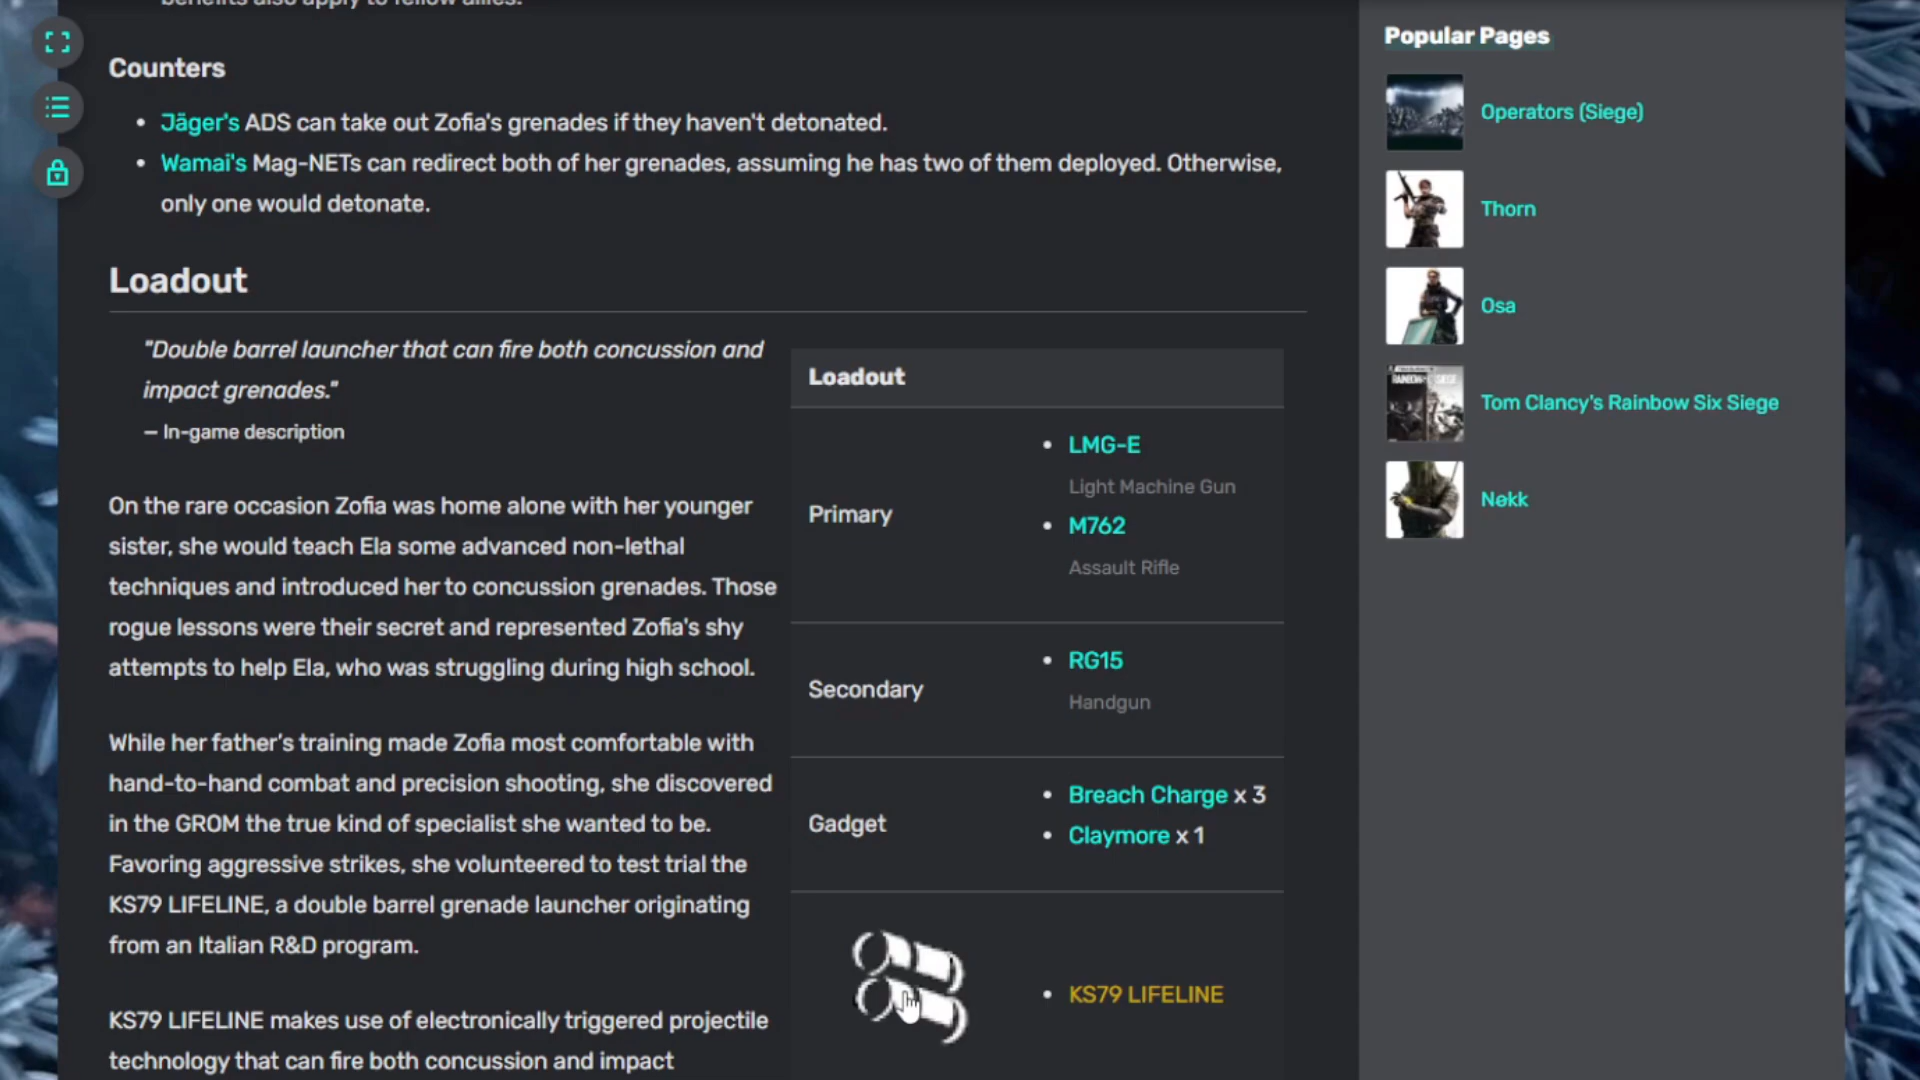 benefits also apply to fellow allies.
Counters
Jäger's ADS can take out Zofia's grenades if they haven't detonated.
Wamai's Mag-NETs can redirect both of her grenades, assuming he has two of them deployed. Otherwise,
only one would detonate.
Loadout
"Double barrel launcher that can fire both concussion and
impact grenades."
– In-game description
On the rare occasion Zofia was home alone with her younger
sister, she would teach Ela some advanced non-lethal
techniques and introduced her to concussion grenades. Those
rogue lessons were their secret and represented Zofia's shy
attempts to help Ela, who was struggling during high school.
While her father's training made Zofia most comfortable with
hand-to-hand combat and precision shooting, she discovered
in the GROM the true kind of specialist she wanted to be.
Favoring aggressive strikes, she volunteered to test trial the
KS79 LIFELINE, a double barrel grenade launcher originating
from an Italian R&D program.
KS79 LIFELINE makes use of electronically triggered projectile
technology that can fire both concussion and impact
Loadout
Primary
LMG-E
Light Machine Gun
M762
Assault Rifle
Secondary
RG15
Handgun
Gadget
Breach Charge x 3
Claymore x 1
KS79 LIFELINE
Popular Pages
Operators (Siege)
Thorn
Osa
Tom Clancy's Rainbow Six Siege
Nøkk